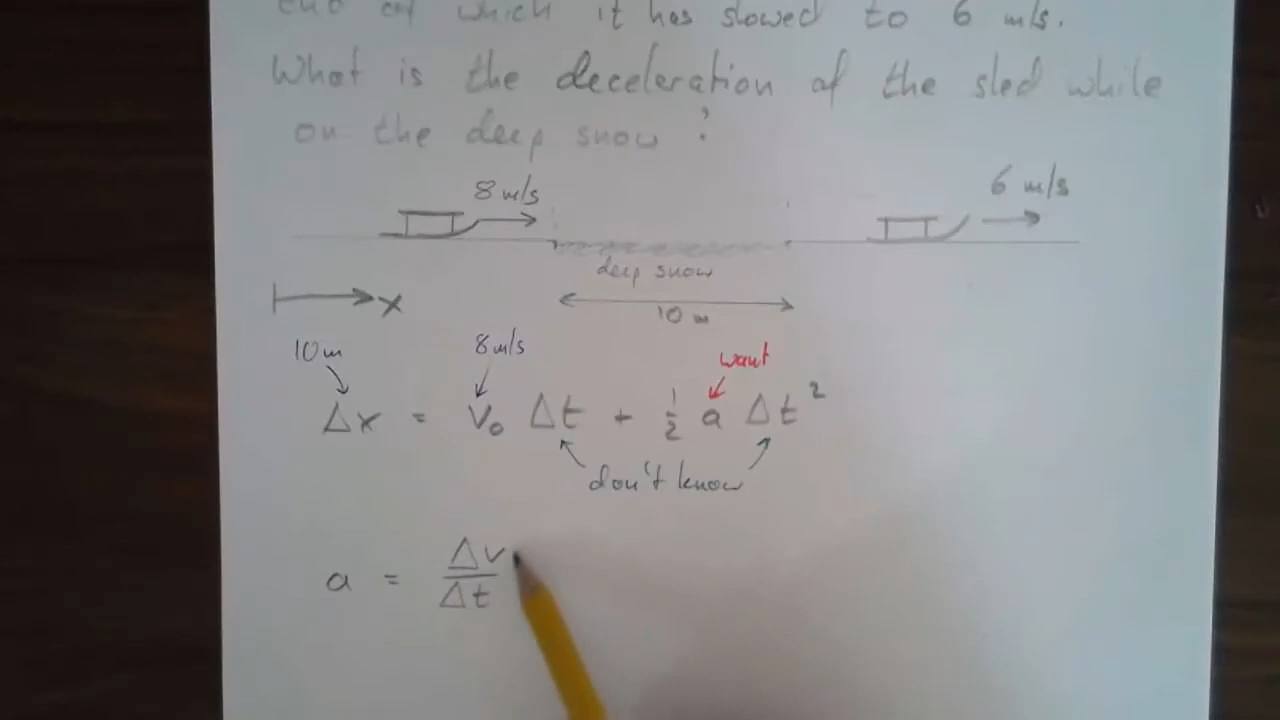 end of which it has slowed to 6 m/s.
What is the deceleration of the sled while
on the deep snow ?
8 m/s
6 m/s
deep snow
x
10 m
10m
8 m/s
want
Δx = v₀ Δt + ½ a Δt²
don't know
a = Δv/Δt